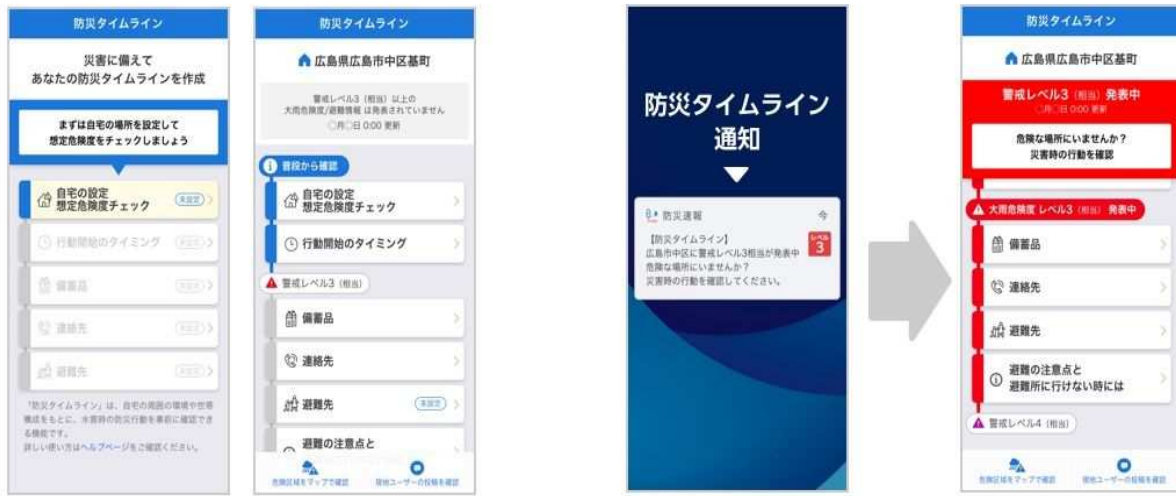 防災タイムライン
災害に備えて
あなたの防災タイムラインを作成
まずは自宅の場所を設定して
想定危険度をチェックしましょう
自宅の設定
想定危険度チェック
未設定
行動開始のタイミング
未設定
備蓄品
未設定
連絡先
未設定
避難先
未設定
「防災タイムライン」は、自宅の周囲の環境や世帯
構成をもとに、水害時の防災行動を事前に確認でき
る機能です。
詳しい使い方はヘルプページをご確認ください。
防災タイムライン
広島県広島市中区基町
警戒レベル3（相当）以上の
大雨危険度/避難情報 は発表されていません
〇月〇日 0:00 更新
普段から確認
自宅の設定
想定危険度チェック
行動開始のタイミング
警戒レベル3（相当）
備蓄品
連絡先
避難先
未設定
避難の注意点と
危険区域をマップで確認
現地ユーザーの投稿を確認
防災タイムライン
通知
防災速報
今
【防災タイムライン】
広島市中区に警戒レベル3相当が発表中
危険な場所にいませんか？
災害時の行動を確認してください。
レベル
3
防災タイムライン
広島県広島市中区基町
警戒レベル3（相当）発表中
〇月〇日 0:00 更新
危険な場所にいませんか？
災害時の行動を確認
大雨危険度 レベル3（相当） 発表中
備蓄品
連絡先
避難先
避難の注意点と
避難所に行けない時には
警戒レベル4（相当）
危険区域をマップで確認
現地ユーザーの投稿を確認